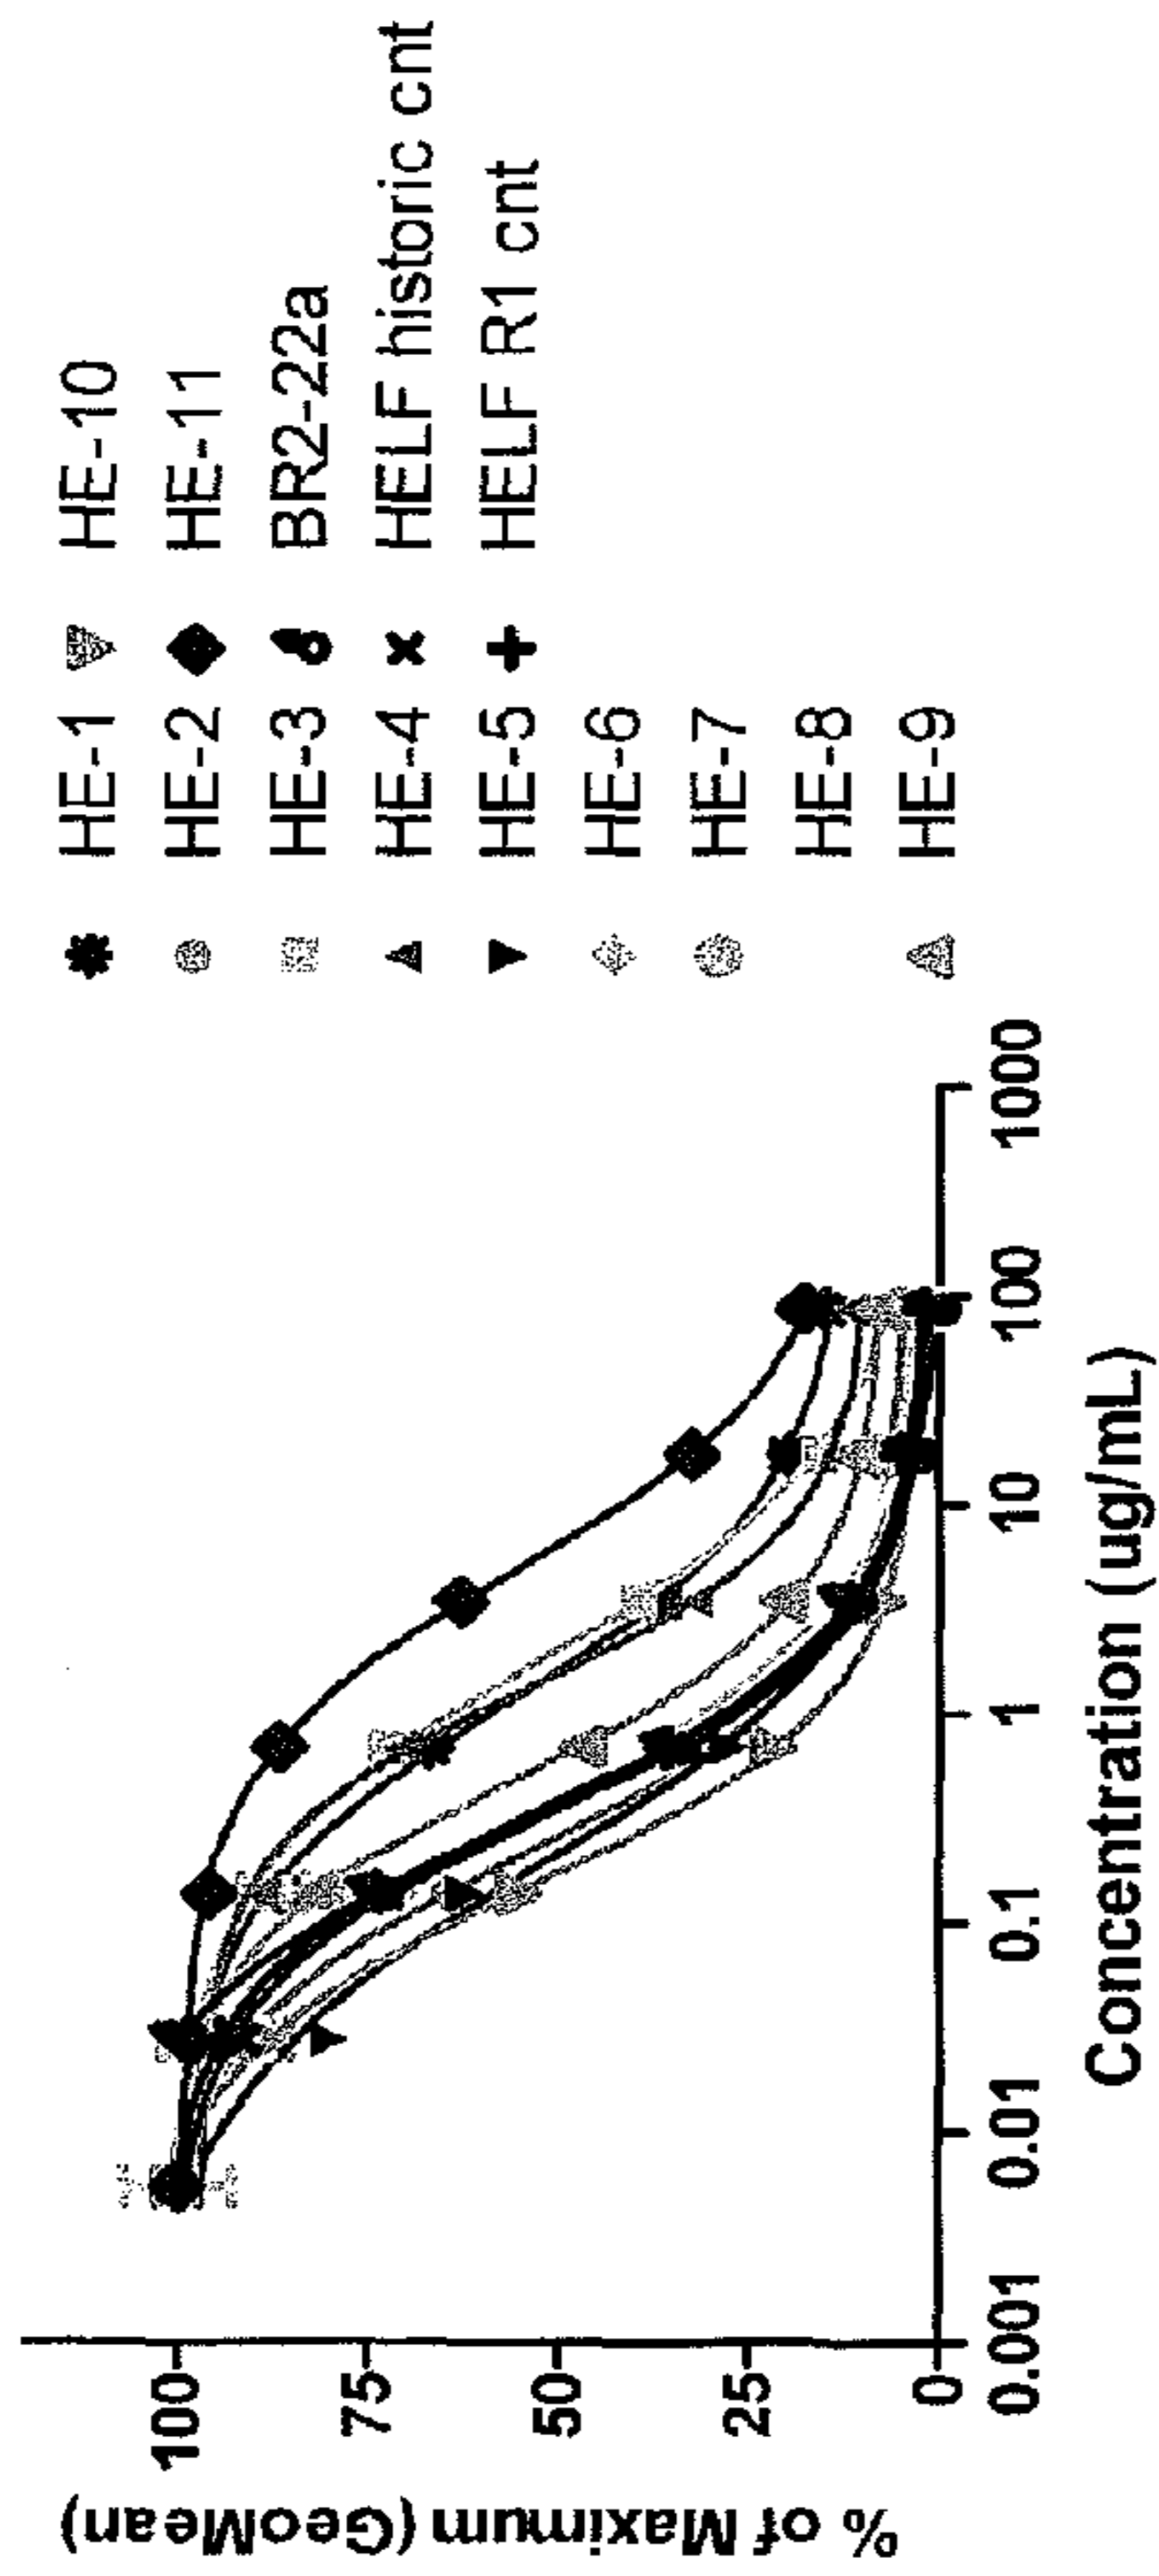 % of Maximum (GeoMean)
100
75
50
25
0
0.001
0.01
0.1
1
10
100
1000
Concentration (ug/mL)
HE-1
HE-2
HE-3
HE-4
HE-5
HE-6
HE-7
HE-8
HE-9
HE-10
HE-11
BR2-22a
HELF historic cnt
HELF R1 cnt